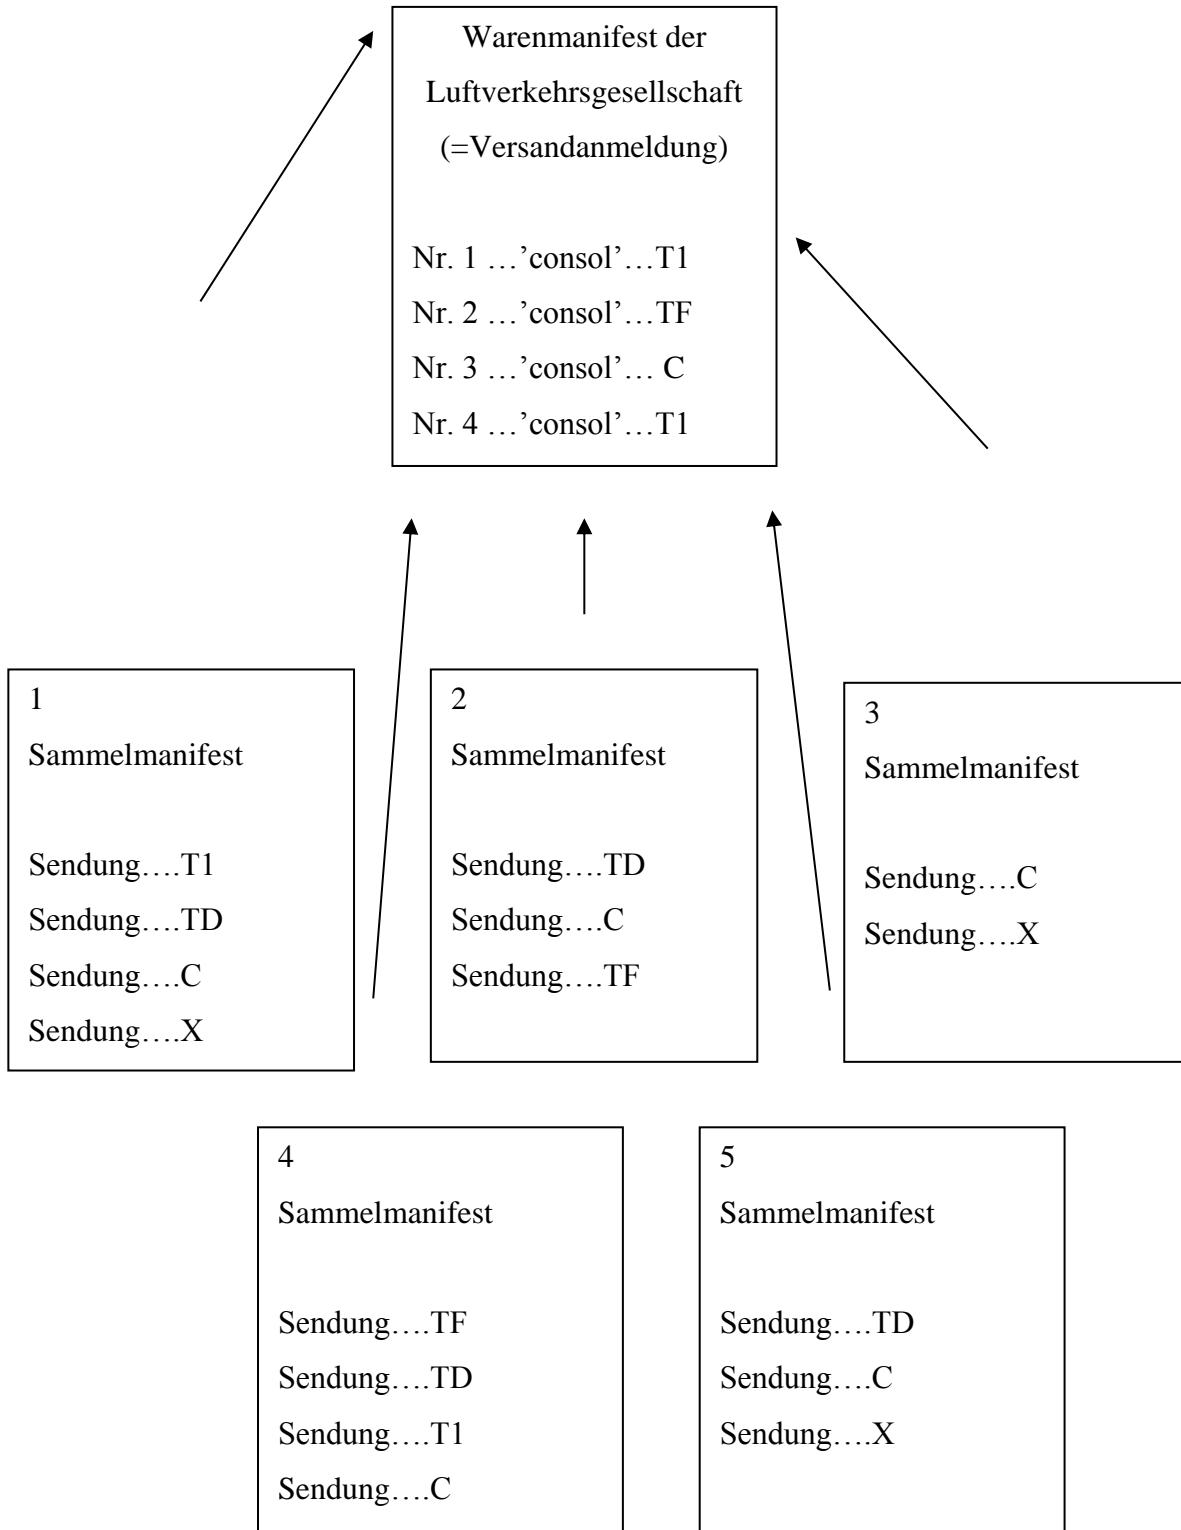 Warenmanifest der
Luftverkehrsgesellschaft
(=Versandanmeldung)
Nr. 1 …’consol’…T1
Nr. 2 …’consol’…TF
Nr. 3 …’consol’… C
Nr. 4 …’consol’…T1
1
Sammelmanifest
Sendung….T1
Sendung….TD
Sendung….C
Sendung….X
2
Sammelmanifest
Sendung….TD
Sendung….C
Sendung….TF
3
Sammelmanifest
Sendung….C
Sendung….X
4
Sammelmanifest
Sendung….TF
Sendung….TD
Sendung….T1
Sendung….C
5
Sammelmanifest
Sendung….TD
Sendung….C
Sendung….X